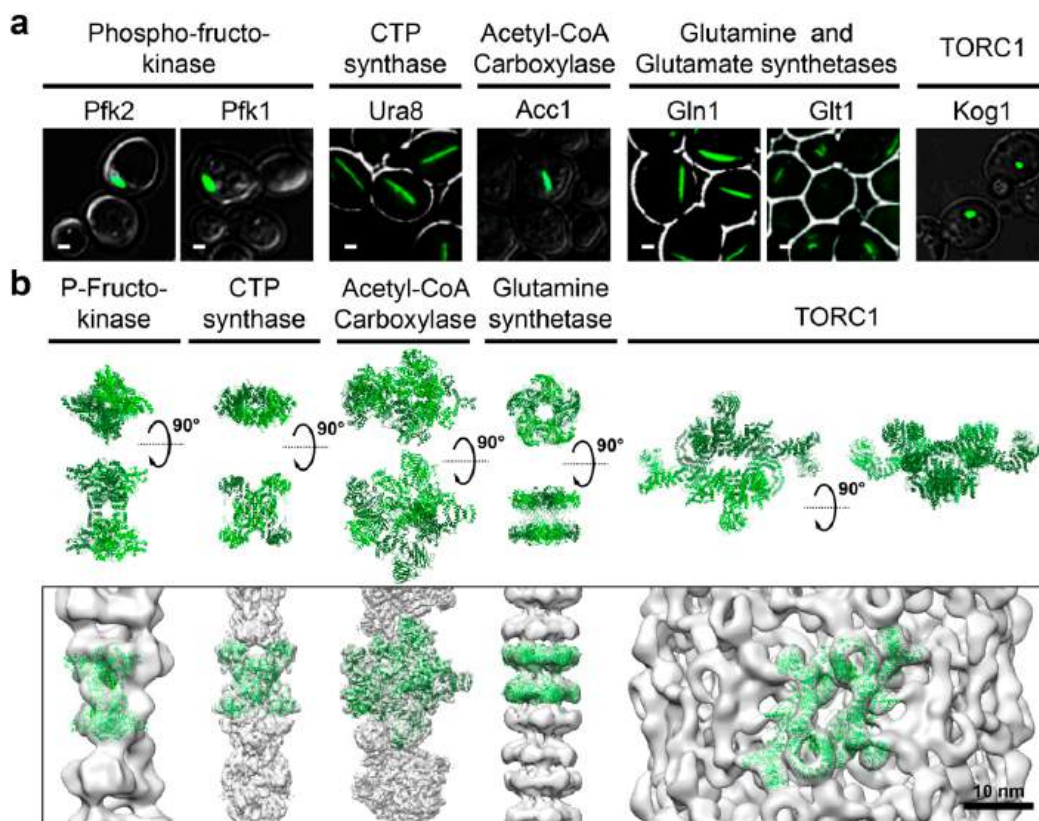 a
Phospho-fructo-
kinase
CTP
synthase
Acetyl-CoA
Carboxylase
Glutamine and
Glutamate synthetases
TORC1
Pfk2
Pfk1
Ura8
Acc1
Gln1
Glt1
Kog1
b
P-Fructo-
kinase
CTP
synthase
Acetyl-CoA
Carboxylase
Glutamine
synthetase
TORC1
90°
90°
90°
90°
90°
10 nm